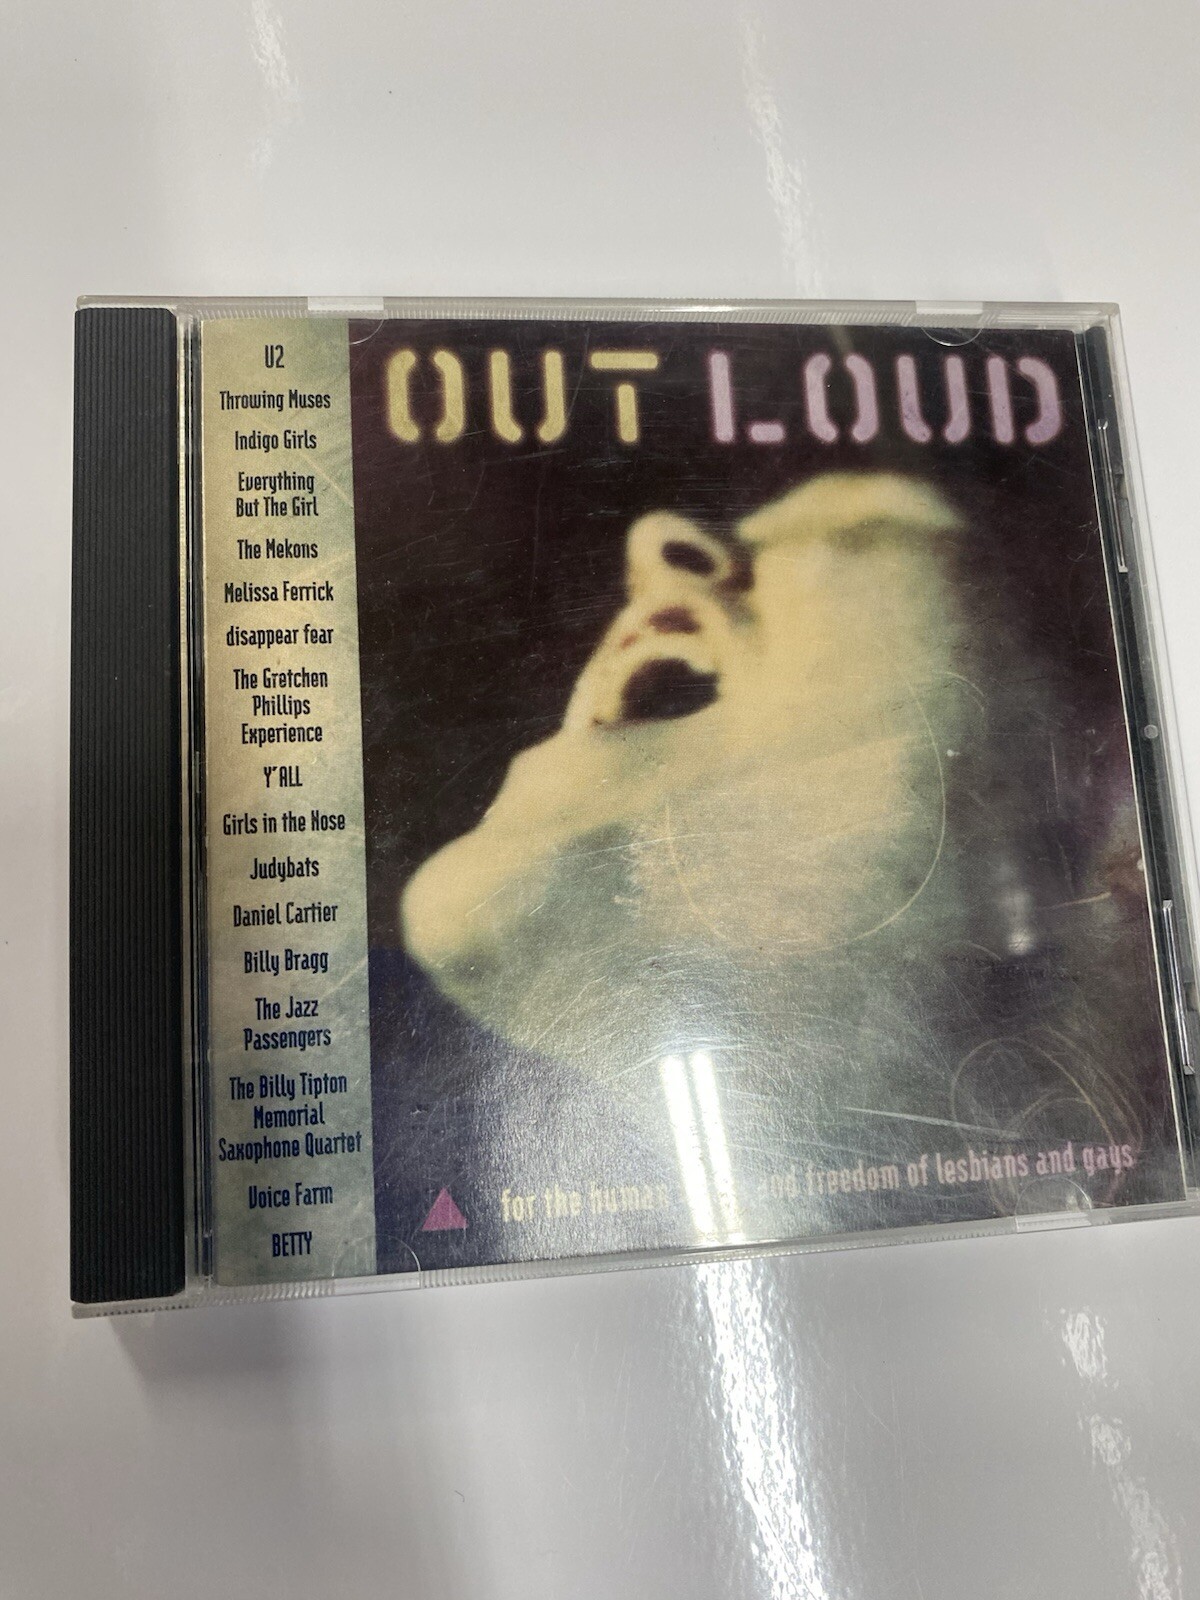 OUT LOUD
U2
Throwing Muses
Indigo Girls
Everything
But The Girl
The Mekons
Melissa Ferrick
disappear fear
The Gretchen
Phillips
Experience
Y'ALL
Girls in the Nose
Judybats
Daniel Cartier
Billy Bragg
The Jazz
Passengers
The Billy Tipton
Memorial
Saxophone Quartet
Voice Farm
BETTY
for the human freedom of lesbians and gays